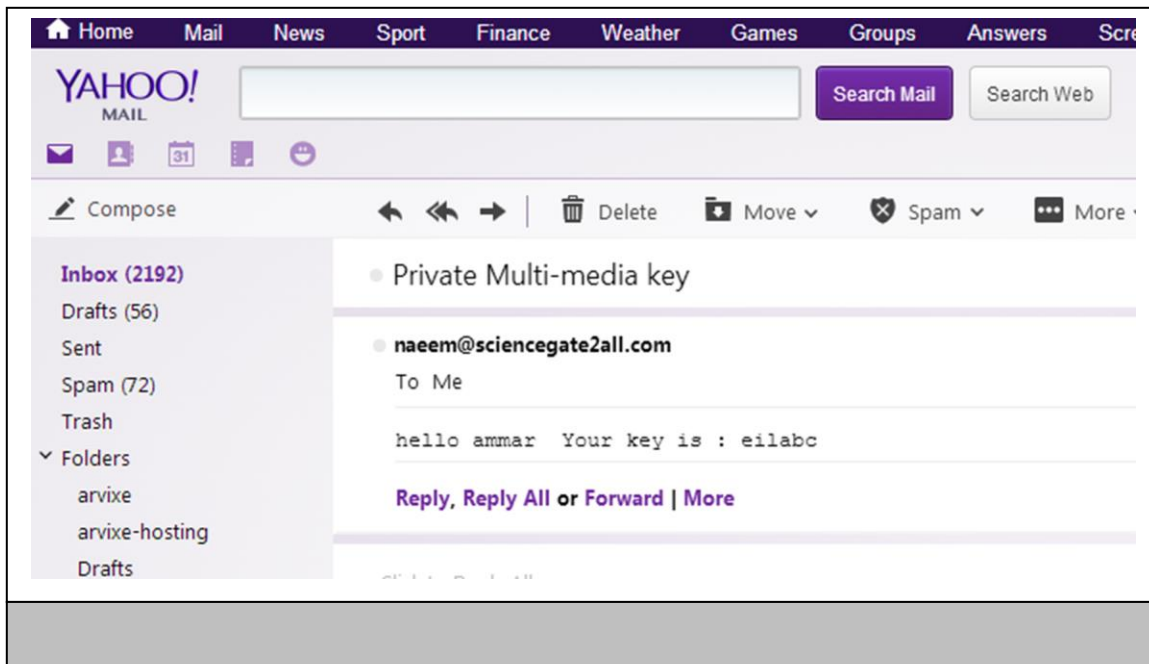 Home Mail News Sport Finance Weather Games Groups Answers
YAHOO! MAIL Search Mail Search Web
31
Compose Delete Move Spam More
Inbox (2192)
Private Multi-media key
Drafts (56)
Sent
naeem@sciencegate2all.com
Spam (72)
To Me
Trash
hello ammar Your key is : eilabc
Folders
arvixe
Reply, Reply All or Forward | More
arvixe-hosting
Drafts